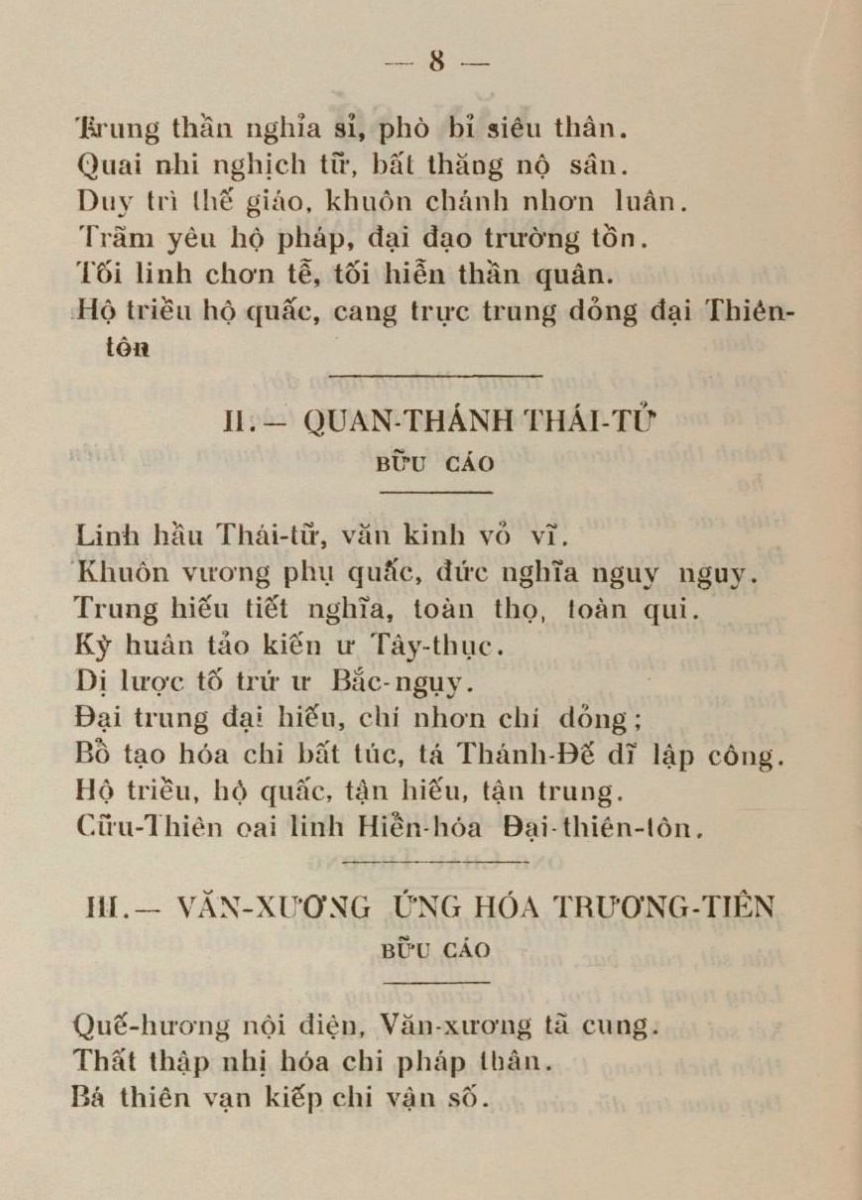 — 8 —
Trung thần nghỉa sỉ, phò bỉ siêu thân.
Quai nhi nghịch tữ, bất thăng nộ sân.
Duy trì thế giáo, khuôn chánh nhơn luân.
Trãm yêu hộ pháp, đại đạo trường tồn.
Tối linh chơn tễ, tối hiễn thần quân.
Hộ triều hộ quấc, cang trực trung dỏng đại Thiên-
tôn
II. — QUAN-THÁNH THÁI-TỬ
BỮU CÁO
Linh hầu Thái-tữ, văn kinh vỏ vĩ.
Khuôn vương phụ quấc, đức nghĩa nguy nguy.
Trung hiếu tiết nghĩa, toàn thọ, toàn qui.
Kỳ huân tảo kiến ư Tây-thục.
Dị lược tố trứ ư Bắc-ngụy.
Đại trung đại hiếu, chí nhơn chí dỏng ;
Bồ tạo hóa chi bất túc, tá Thánh-Đế dĩ lập công.
Hộ triều, hộ quấc, tận hiếu, tận trung.
Cữu-Thiên oai linh Hiển-hóa Đại-thiên-tôn.
III. — VĂN-XƯƠNG ỨNG HÓA TRƯƠNG-TIÊN
BỮU CÁO
Quế-hương nội điện, Văn-xương tã cung.
Thất thập nhị hóa chi pháp thân.
Bá thiên vạn kiếp chi vận số.